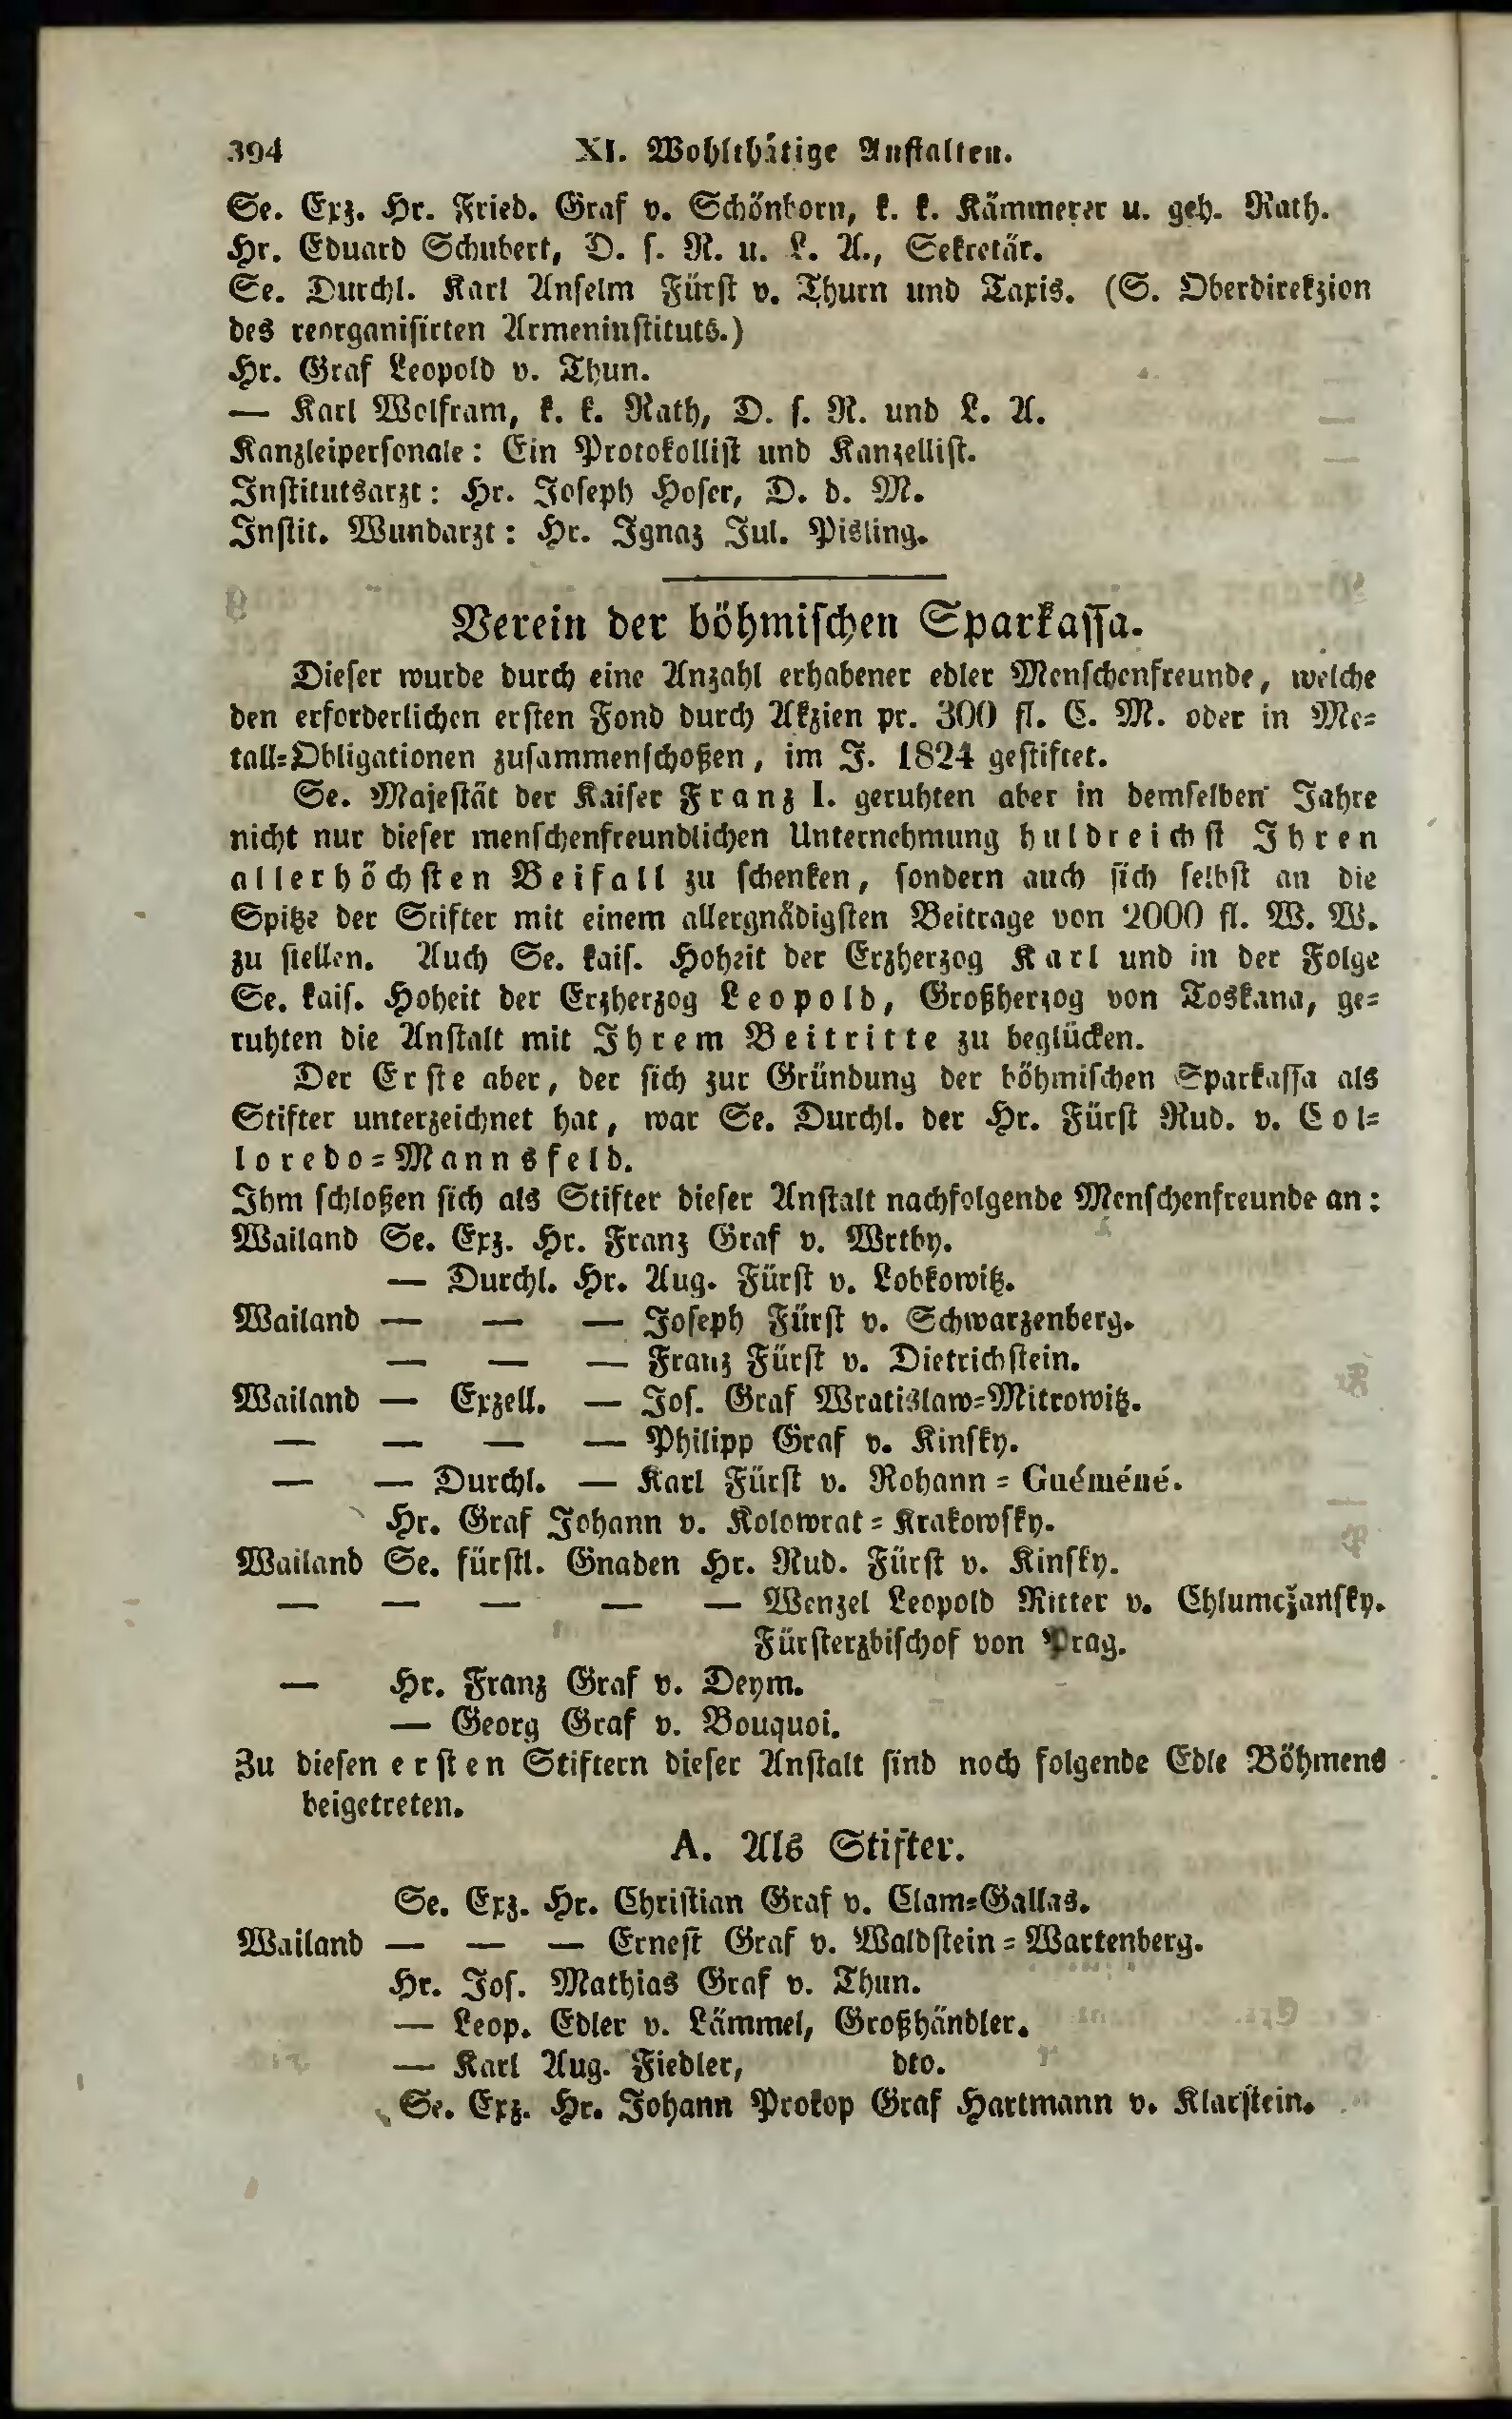 394 XI. Wohlthätige Anstalten.
Se. Exz. Hr. Fried. Graf v. Schönborn, k. k. Kämmerer u. geh. Rath.
Hr. Eduard Schubert, D. s. R. u. L. A., Sekretär.
Se. Durchl. Karl Anselm Fürst v. Thurn und Taxis. (S. Oberdirekzion
des reorganisirten Armeninstituts.)
Hr. Graf Leopold v. Thun.
— Karl Wolfram, k. k. Rath, D. s. R. und L. A.
Kanzleipersonale: Ein Protokollist und Kanzellist.
Institutsarzt: Hr. Joseph Hofer, D. d. M.
Instit. Wundarzt: Hr. Ignaz Jul. Pisling.
Verein der böhmischen Sparkassa.
Dieser wurde durch eine Anzahl erhabener edler Menschenfreunde, welche
den erforderlichen ersten Fond durch Akzien pr. 300 fl. C. M. oder in Me-
tall-Obligationen zusammenschoßen, im J. 1824 gestiftet.
Se. Majestät der Kaiser Franz I. geruhten aber in demselben Jahre
nicht nur dieser menschenfreundlichen Unternehmung huldreichst Ihren
allerhöchsten Beifall zu schenken, sondern auch sich selbst an die
Spitze der Stifter mit einem allergnädigsten Beitrage von 2000 fl. W. W.
zu stellen. Auch Se. kais. Hoheit der Erzherzog Karl und in der Folge
Se. kais. Hoheit der Erzherzog Leopold, Großherzog von Toskana, ge-
ruhten die Anstalt mit Ihrem Beitritte zu beglücken.
Der Erste aber, der sich zur Gründung der böhmischen Sparkassa als
Stifter unterzeichnet hat, war Se. Durchl. der Hr. Fürst Rud. v. Col-
loredo-Mannsfeld.
Ihm schloßen sich als Stifter dieser Anstalt nachfolgende Menschenfreunde an:
Wailand Se. Exz. Hr. Franz Graf v. Wrtby.
— Durchl. Hr. Aug. Fürst v. Lobkowitz.
Wailand — — — Joseph Fürst v. Schwarzenberg.
— — — Franz Fürst v. Dietrichstein.
Wailand — Exzell. — Jos. Graf Wratislaw-Mitrowitz.
— — — — Philipp Graf v. Kinsky.
— — Durchl. — Karl Fürst v. Rohann-Guéméné.
Hr. Graf Johann v. Kolowrat-Krakowsky.
Wailand Se. fürstl. Gnaden Hr. Rud. Fürst v. Kinsky.
— — — — — Wenzel Leopold Ritter v. Chlumczansky.
Fürsterzbischof von Prag.
— Hr. Franz Graf v. Deym.
— Georg Graf v. Bouquoi.
Zu diesen ersten Stiftern dieser Anstalt sind noch folgende Edle Böhmens
beigetreten.
A. Als Stifter.
Se. Exz. Hr. Christian Graf v. Clam-Gallas.
Wailand — — — Ernest Graf v. Waldstein-Wartenberg.
Hr. Jos. Mathias Graf v. Thun.
— Leop. Edler v. Lämmel, Großhändler.
— Karl Aug. Fiedler, dto.
Se. Exz. Hr. Johann Prokop Graf Hartmann v. Klarstein.